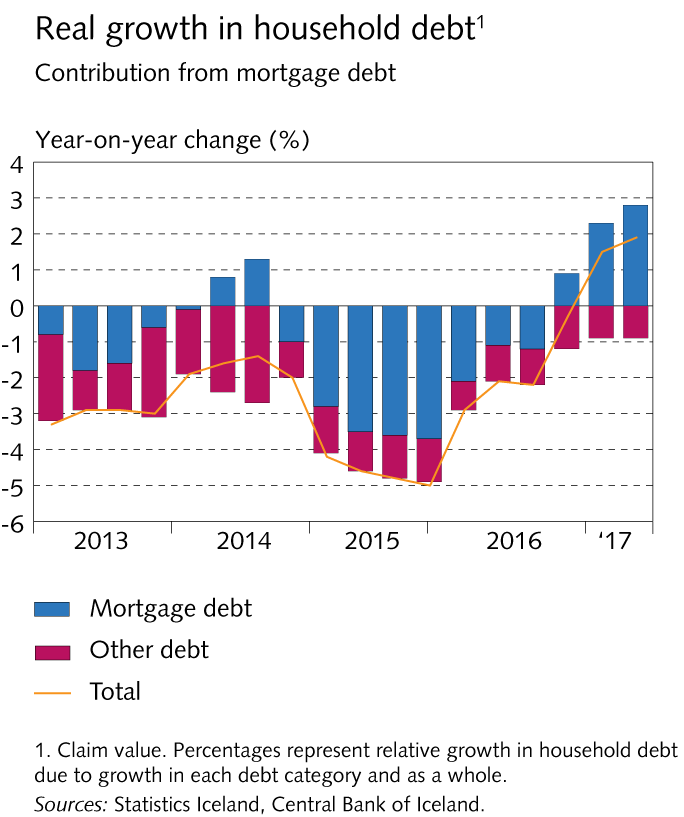 Real growth in household debt¹
Contribution from mortgage debt
Year-on-year change (%)
4
3
2
1
0
-1
-2
-3
-4
-5
-6
2013 2014 2015 2016 ‘17
Mortgage debt
Other debt
Total
1. Claim value. Percentages represent relative growth in household debt
due to growth in each debt category and as a whole.
Sources: Statistics Iceland, Central Bank of Iceland.